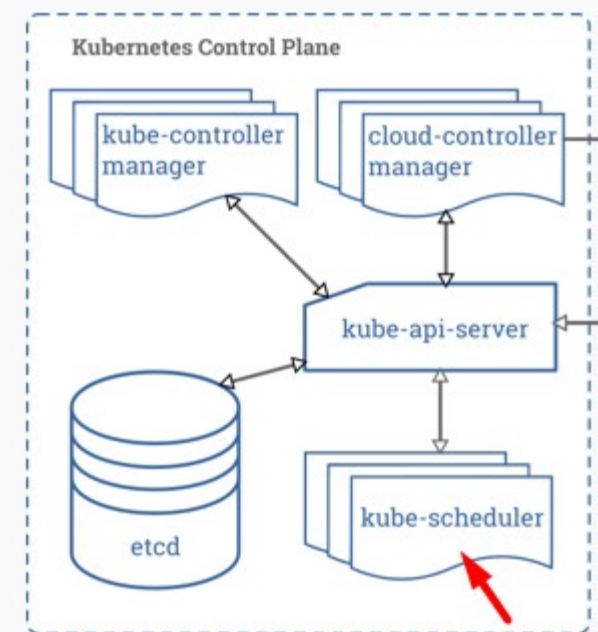 Kubernetes Control Plane
kube-controller
manager
cloud-controller
manager
kube-api-server
kube-scheduler
etcd